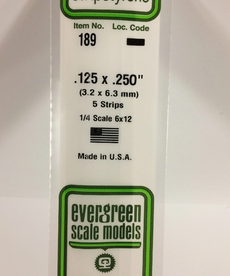 Item No. Loc. Code
189
.125 x .250"
(3.2 x 6.3 mm)
5 Strips
1/4 Scale 6x12
Made in U.S.A.
evergreen
scale models